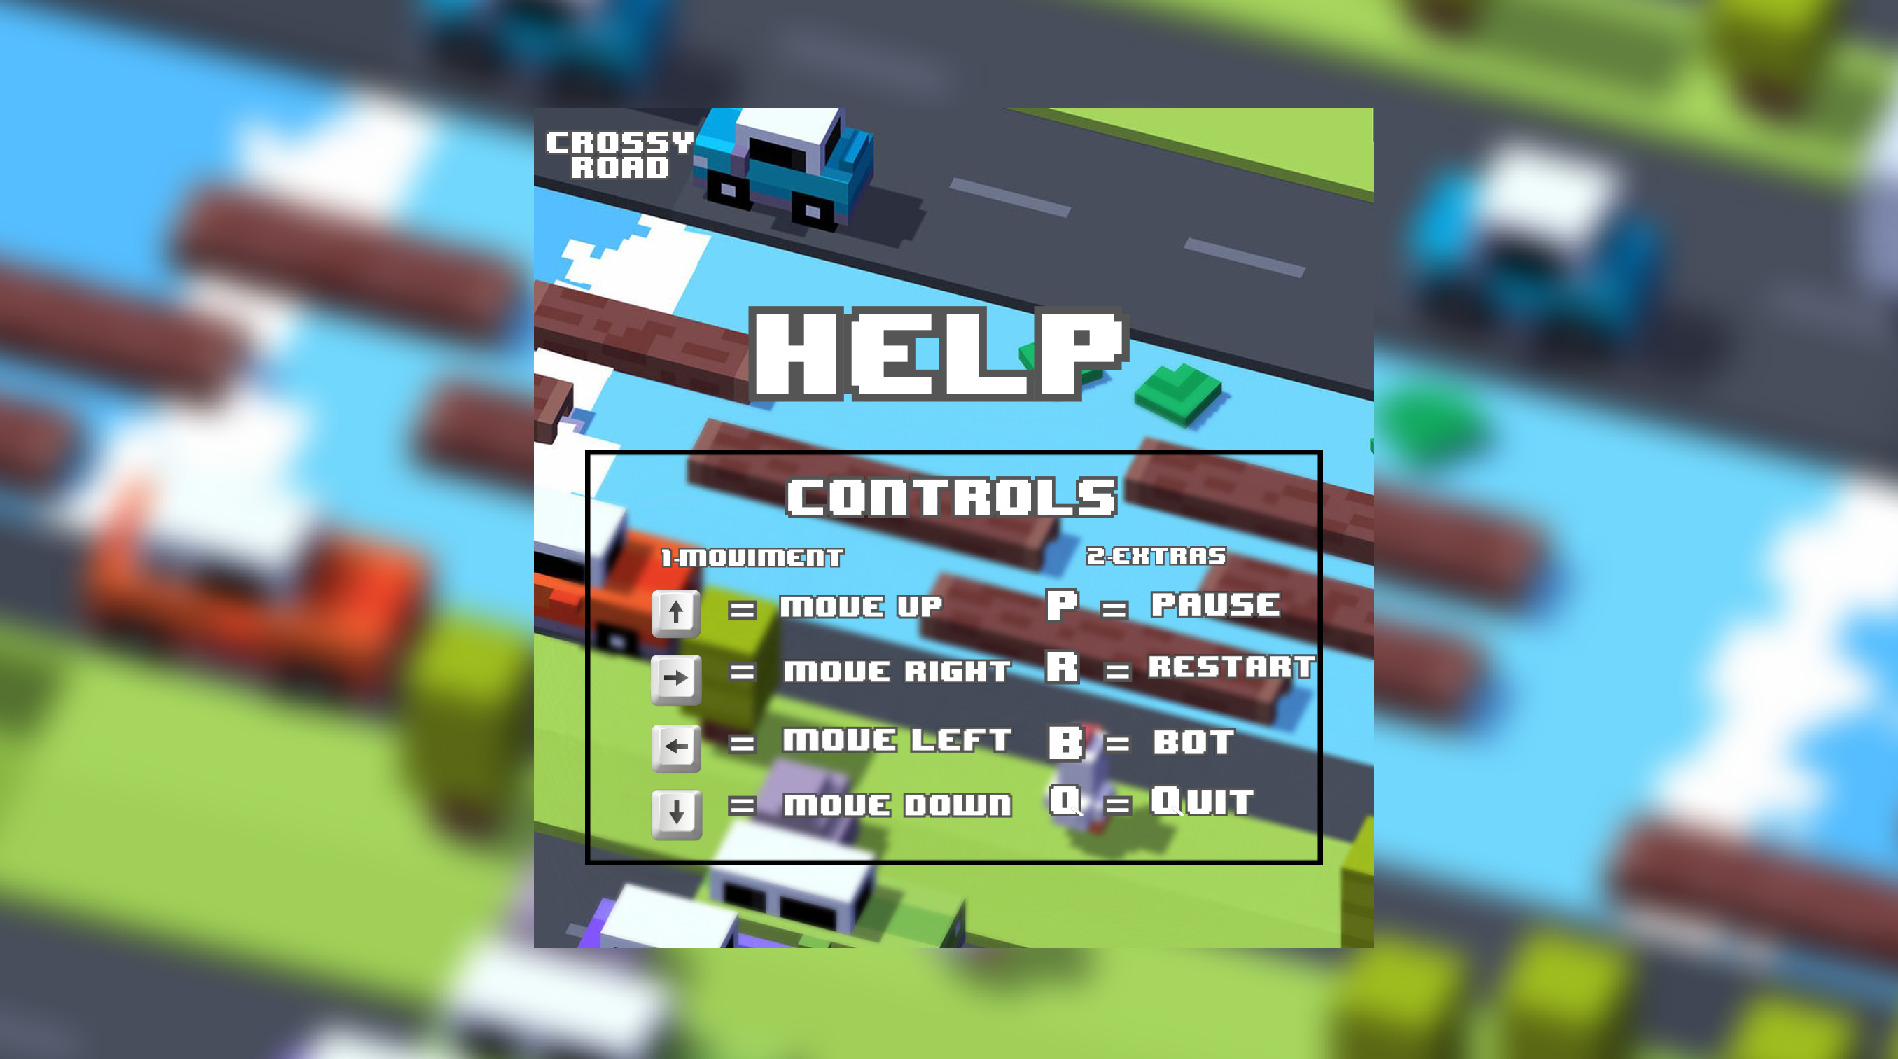 CROSSY
ROAD
HELP
CONTROLS
1-MOVIMENT
2-EXTRAS
↑ = MOVE UP
P = PAUSE
→ = MOVE RIGHT
R = RESTART
← = MOVE LEFT
B = BOT
↓ = MOVE DOWN
Q = QUIT